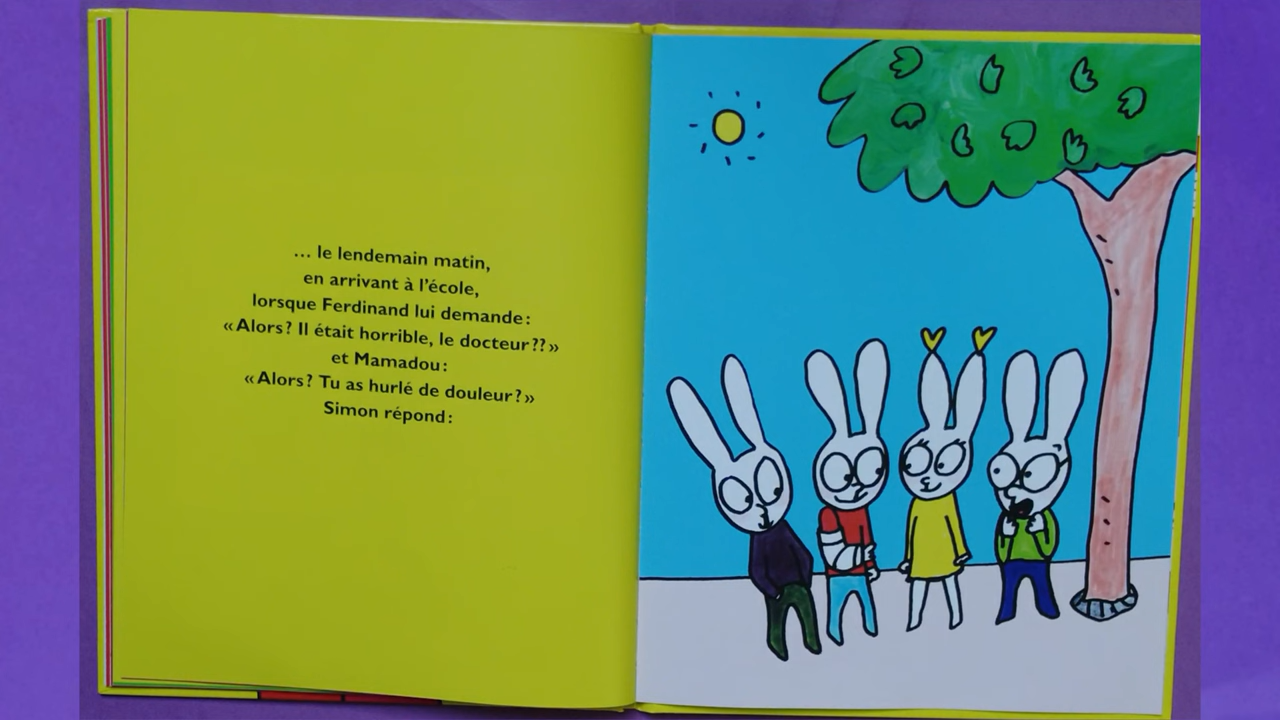 ... le lendemain matin,
en arrivant à l'école,
lorsque Ferdinand lui demande :
« Alors ? Il était horrible, le docteur ?? »
et Mamadou :
« Alors ? Tu as hurlé de douleur ? »
Simon répond :